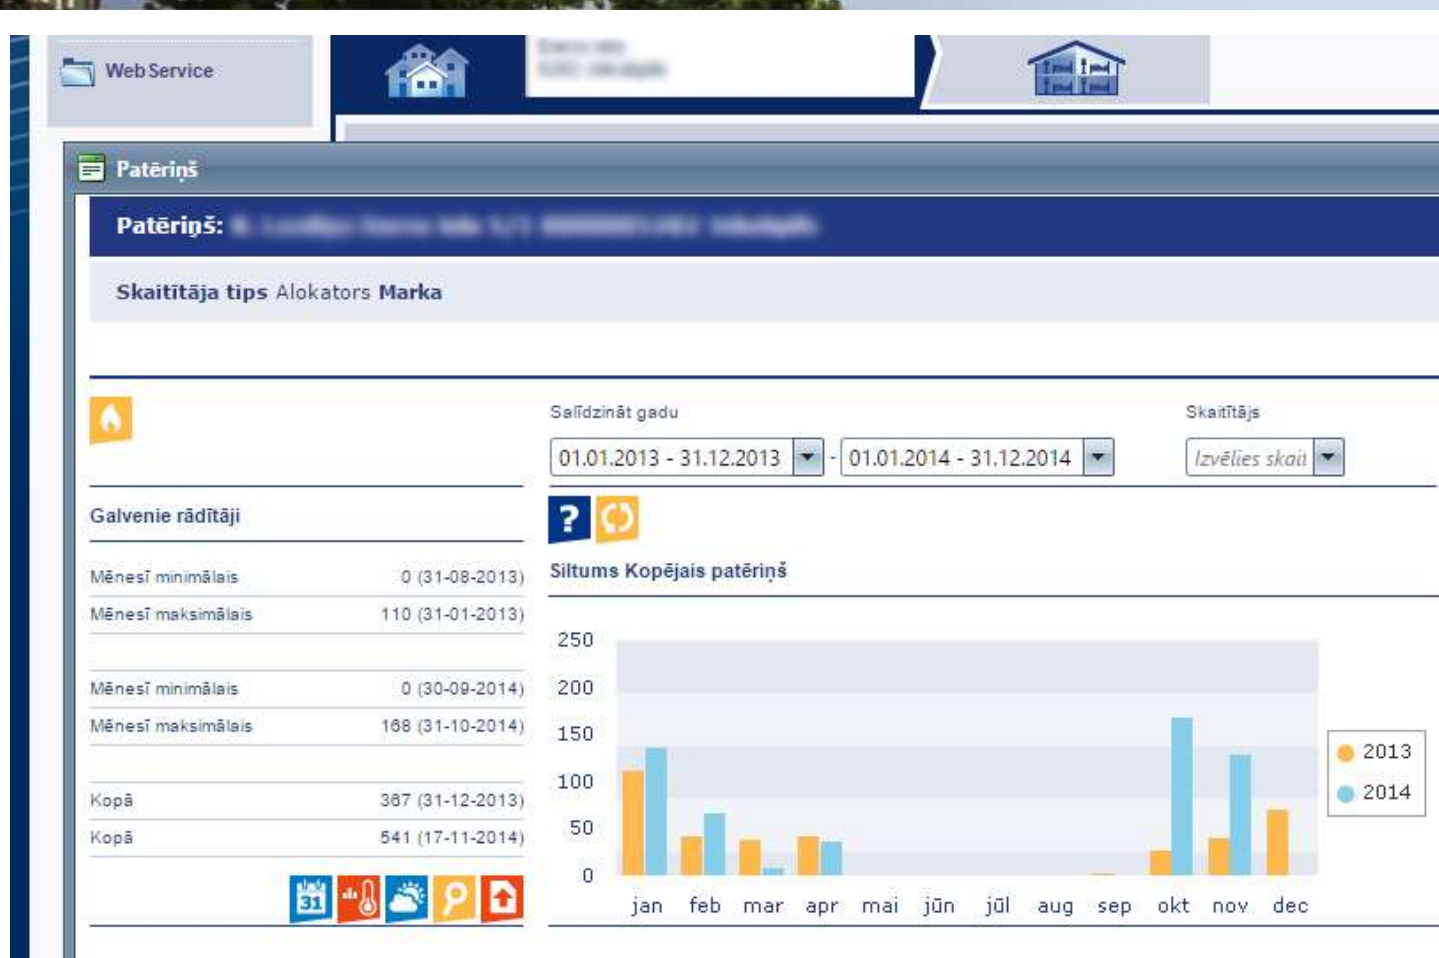 Web Service
Patēriņš
Patēriņš:
Skaitītāja tips Alokators Marka
Salīdzināt gadu
Skaitītājs
01.01.2013 - 31.12.2013 - 01.01.2014 - 31.12.2014
Izvēlies skait
Galvenie rādītāji
?
Mēnesī minimālais 0 (31-08-2013)
Mēnesī maksimālais 110 (31-01-2013)
Mēnesī minimālais 0 (30-09-2014)
Mēnesī maksimālais 168 (31-10-2014)
Kopā 367 (31-12-2013)
Kopā 541 (17-11-2014)
31
Siltums Kopējais patēriņš
250
200
150
100
50
0
jan feb mar apr mai jūn jūl aug sep okt nov dec
2013
2014